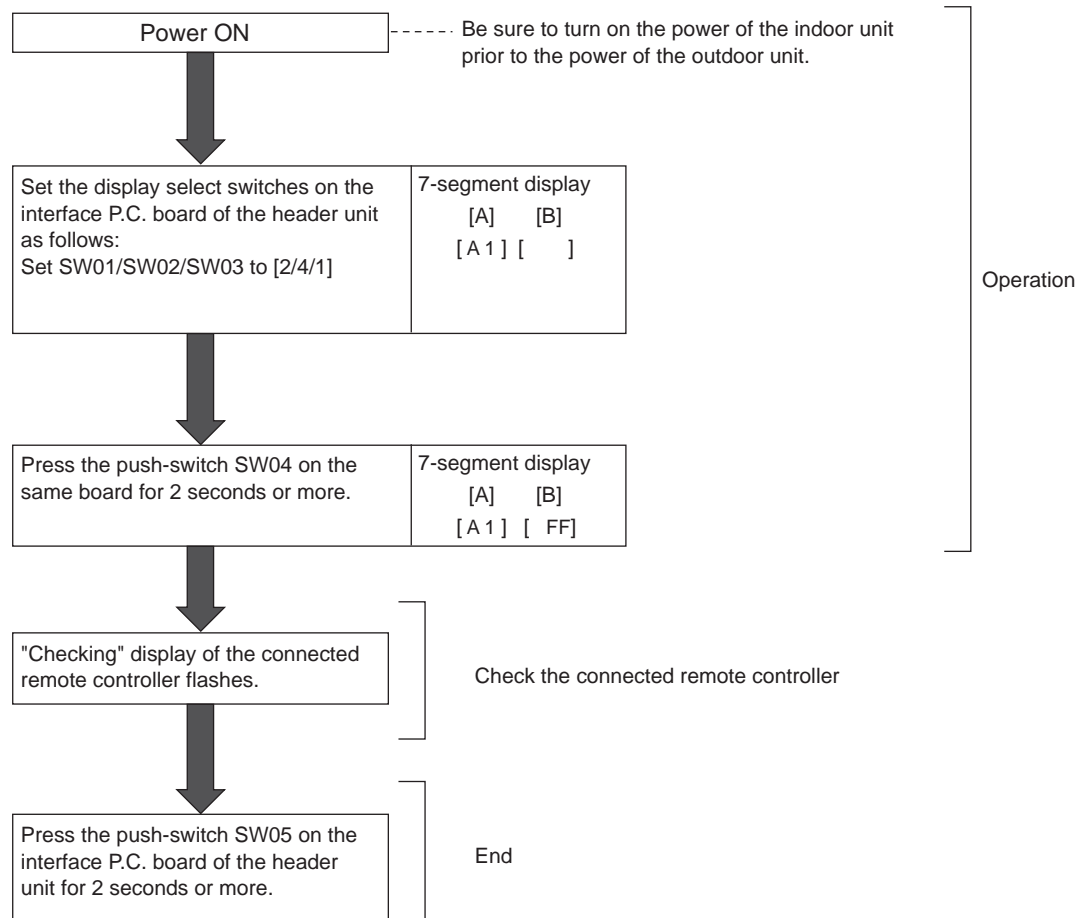 Power ON
Be sure to turn on the power of the indoor unit
prior to the power of the outdoor unit.
Set the display select switches on the
interface P.C. board of the header unit
as follows:
Set SW01/SW02/SW03 to [2/4/1]
7-segment display
[A] [B]
[ A 1 ] [ ]
Operation
Press the push-switch SW04 on the
same board for 2 seconds or more.
7-segment display
[A] [B]
[ A 1 ] [ FF]
"Checking" display of the connected
remote controller flashes.
Check the connected remote controller
Press the push-switch SW05 on the
interface P.C. board of the header
unit for 2 seconds or more.
End